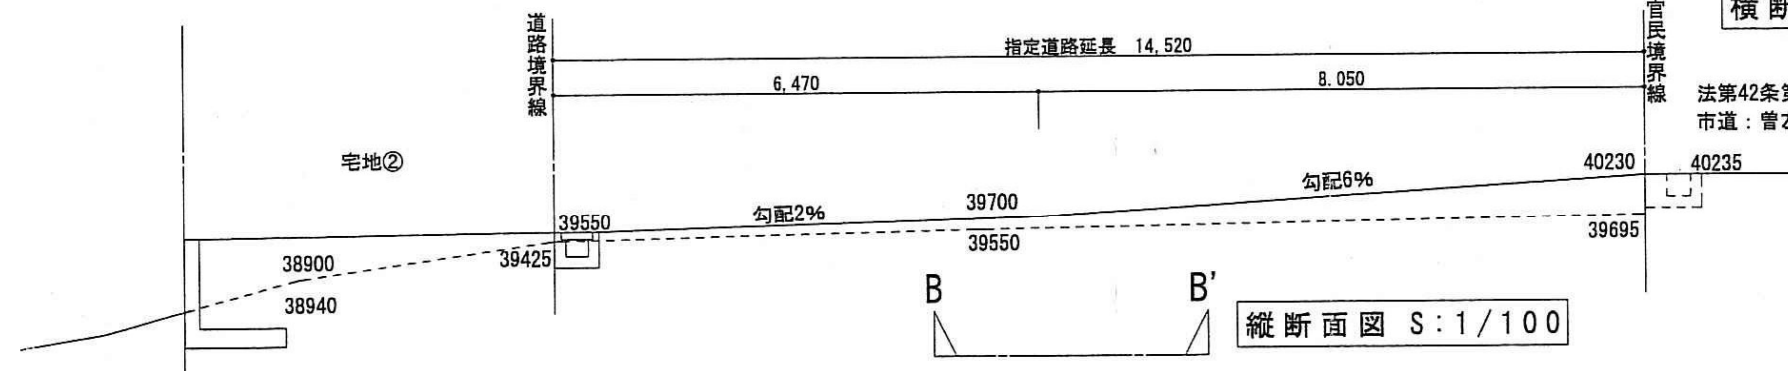 横断
道路境界線
官民境界線
指定道路延長 14,520
6,470
8.050
法第42条第
市道：曽
宅地②
40230
40235
勾配6%
39700
39550
勾配2%
39550
39695
38900
39425
38940
B
B'
縦断面図 S:1/100